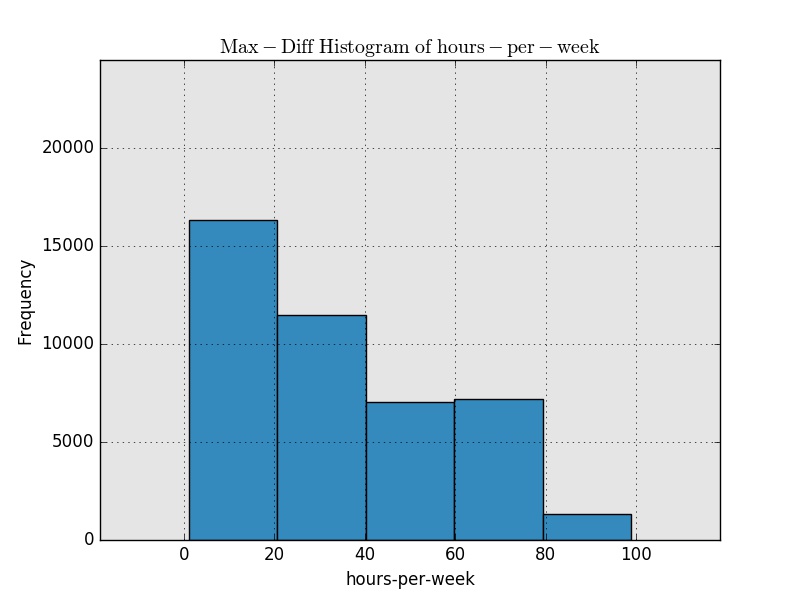 Max − Diff Histogram of hours − per − week
20000
15000
10000
5000
0
Frequency
0 20 40 60 80 100
hours-per-week